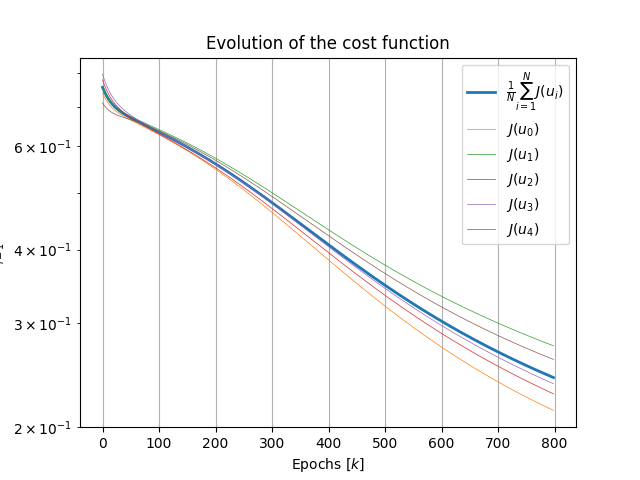 Evolution of the cost function
6 × 10⁻¹
4 × 10⁻¹
3 × 10⁻¹
2 × 10⁻¹
0 100 200 300 400 500 600 700 800
Epochs [k]
1/N ∑_{i=1}^{N} J(u_i)
J(u_0)
J(u_1)
J(u_2)
J(u_3)
J(u_4)